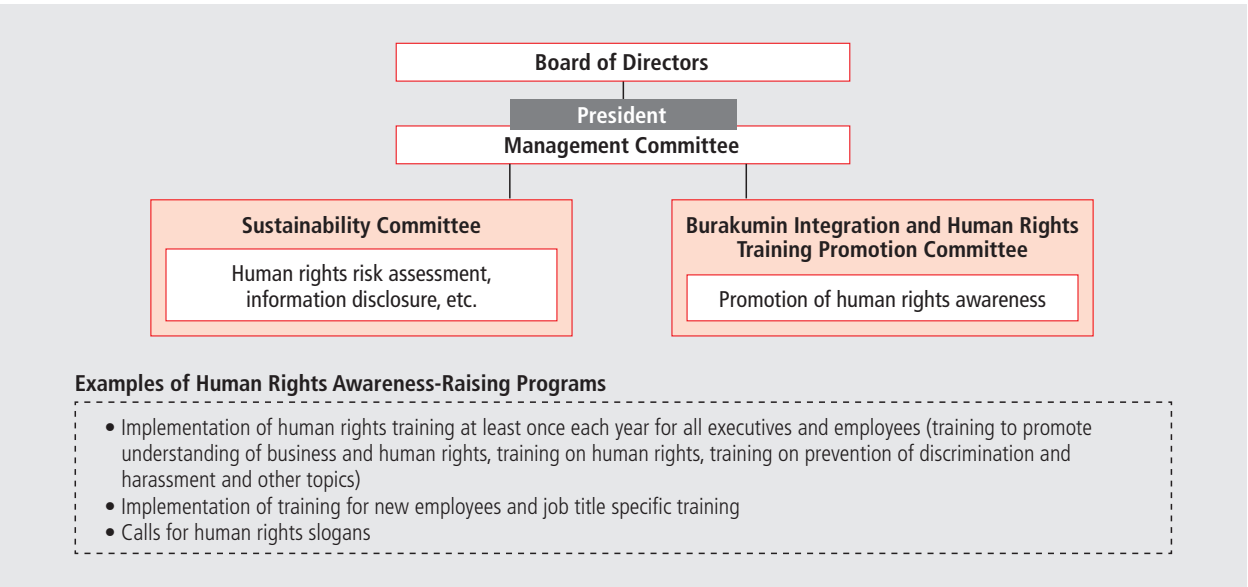 Board of Directors
President
Management Committee
Sustainability Committee
Human rights risk assessment,
information disclosure, etc.
Burakumin Integration and Human Rights
Training Promotion Committee
Promotion of human rights awareness
Examples of Human Rights Awareness-Raising Programs
• Implementation of human rights training at least once each year for all executives and employees (training to promote
understanding of business and human rights, training on human rights, training on prevention of discrimination and
harassment and other topics)
• Implementation of training for new employees and job title specific training
• Calls for human rights slogans